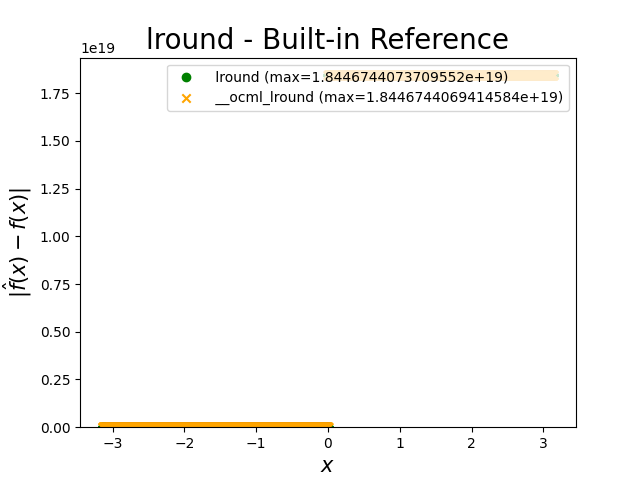 lround - Built-in Reference
1e19
lround (max=1.8446744073709552e+19)
__ocml_lround (max=1.8446744069414584e+19)
1.75
1.50
1.25
1.00
0.75
0.50
0.25
0.00
|f̂(x) − f(x)|
−3
−2
−1
0
1
2
3
x